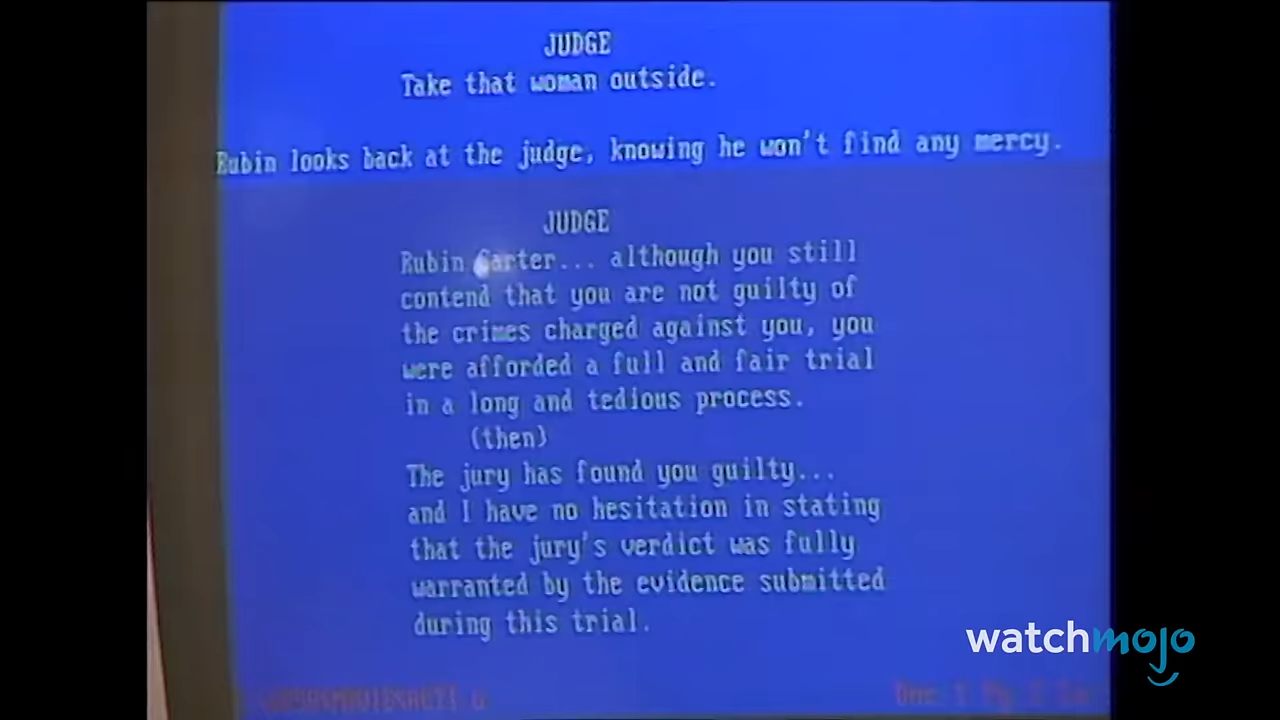 JUDGE
Take that woman outside.
Rubin looks back at the judge, knowing he won't find any mercy.
JUDGE
Rubin Carter... although you still
contend that you are not guilty of
the crimes charged against you, you
were afforded a full and fair trial
in a long and tedious process.
(then)
The jury has found you guilty...
and I have no hesitation in stating
that the jury's verdict was fully
warranted by the evidence submitted
during this trial.
watchmojo